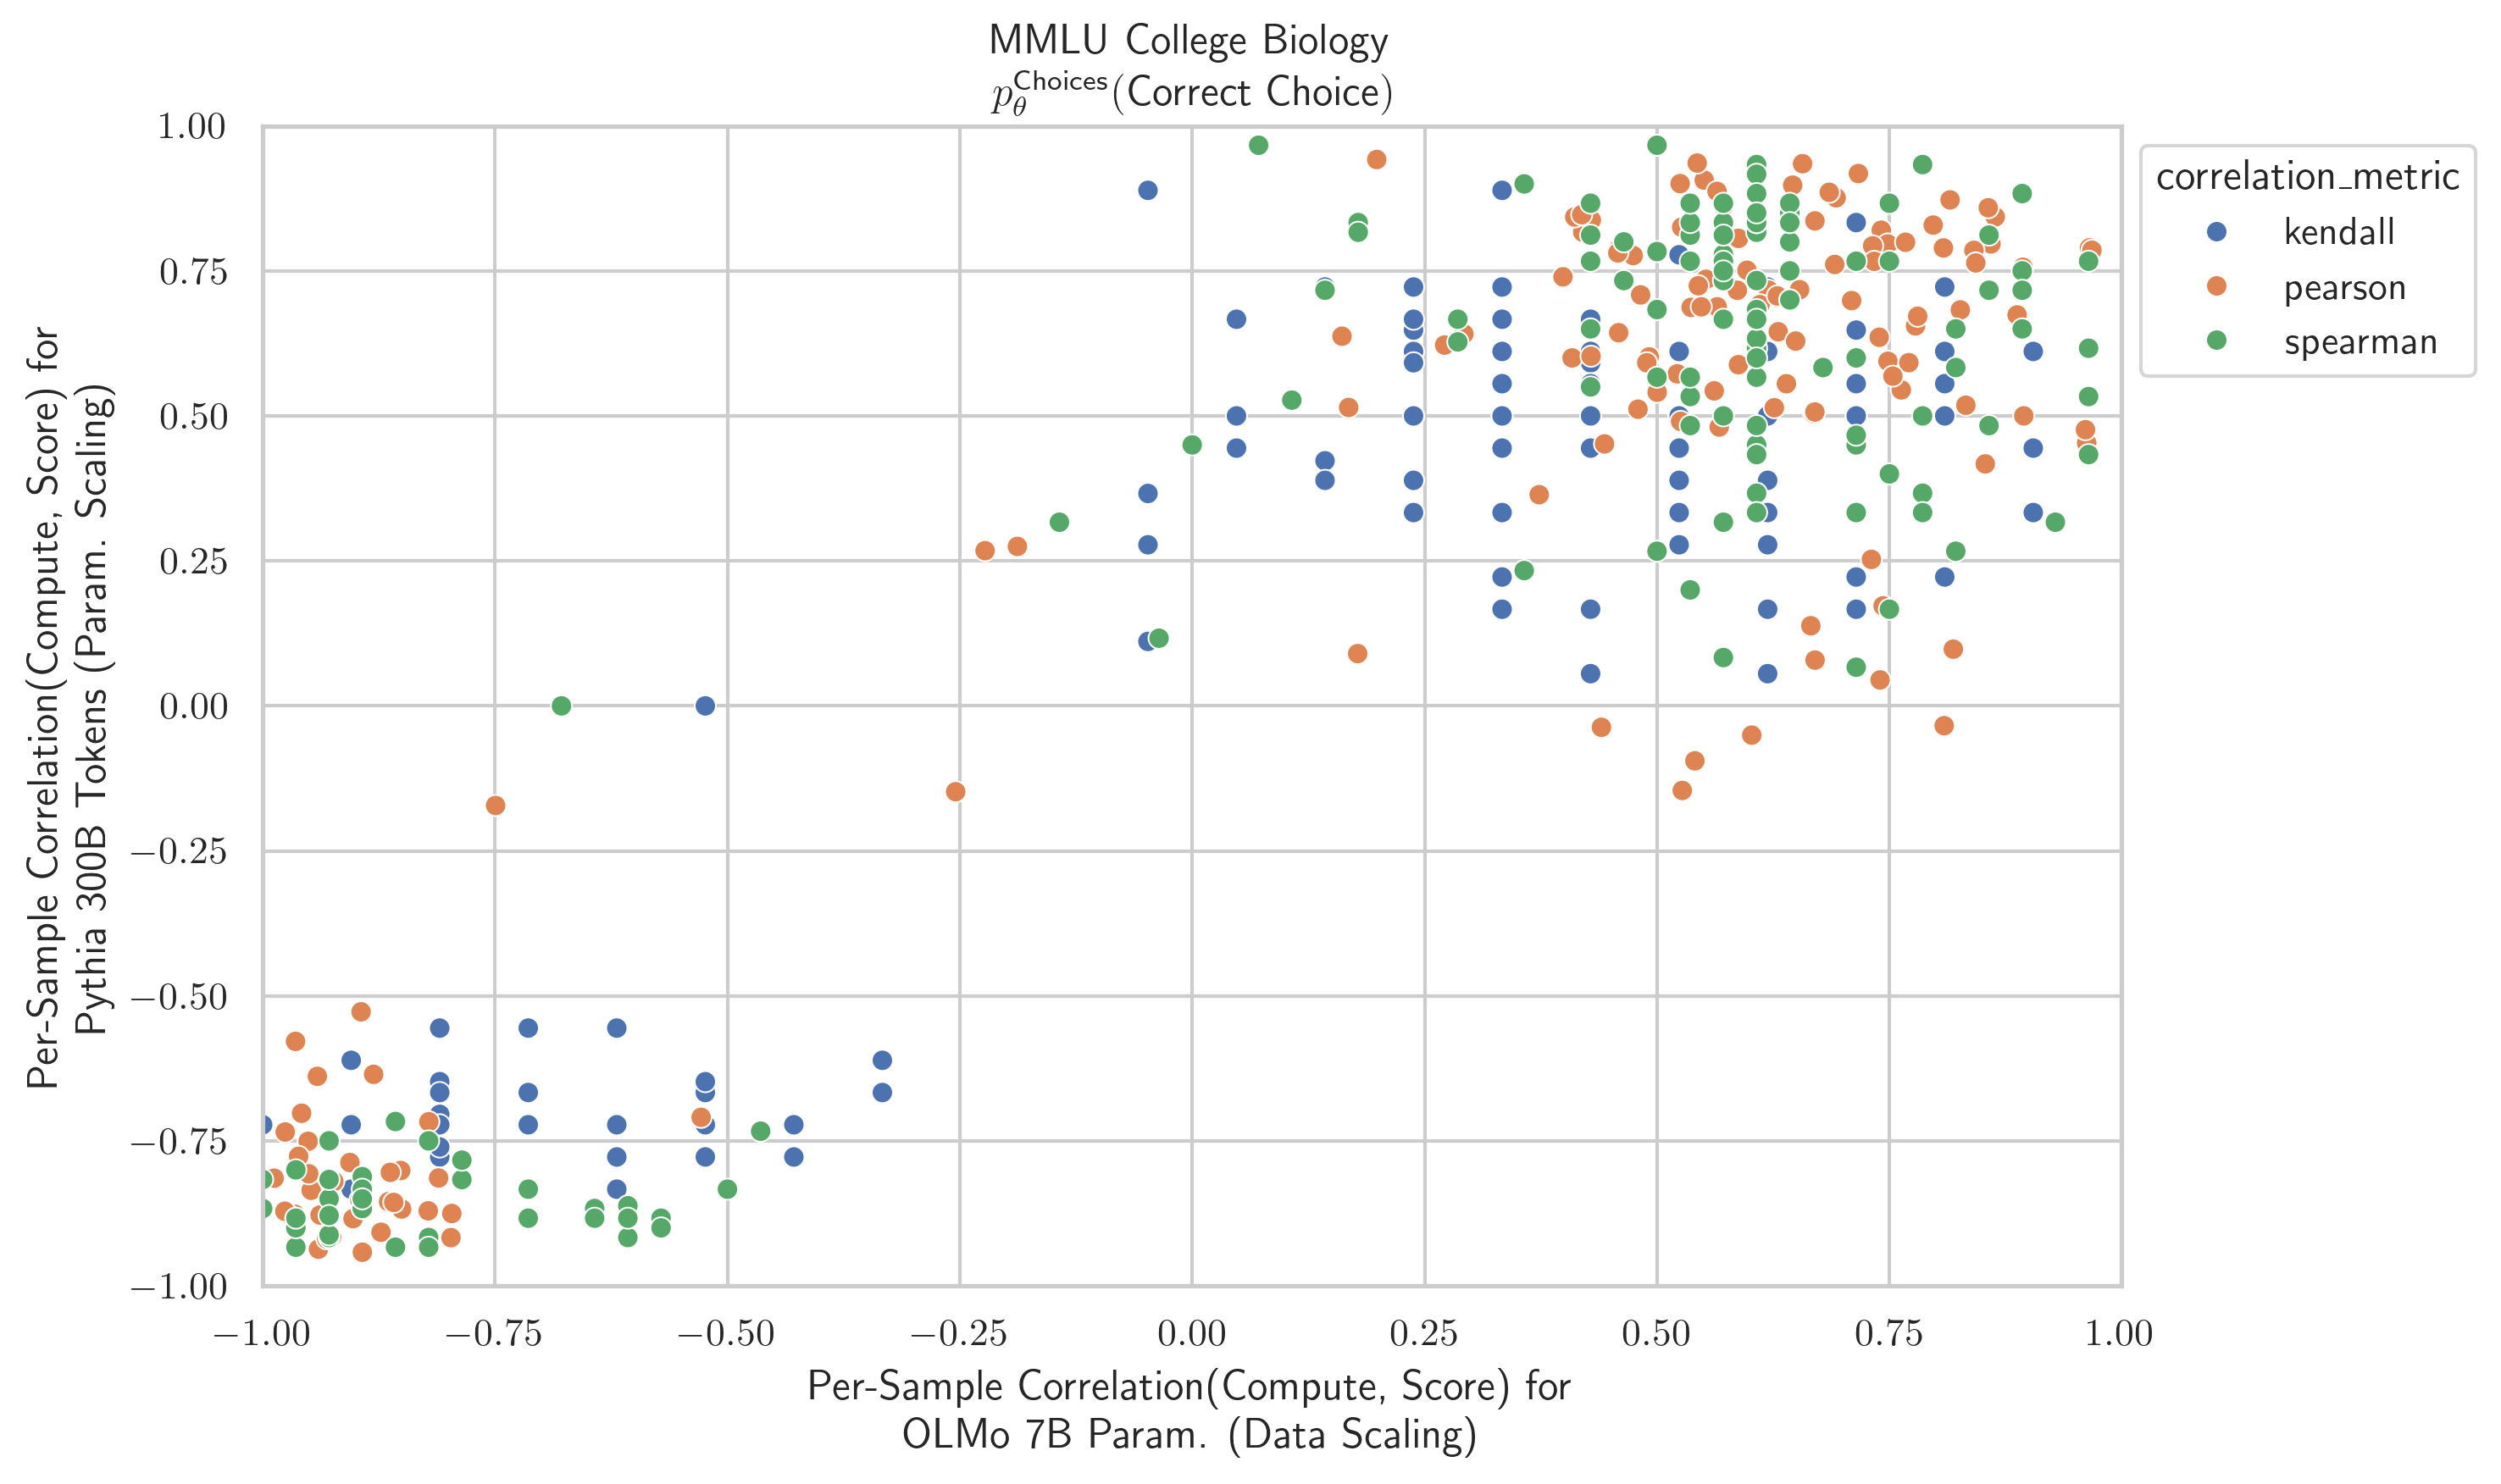 MMLU College Biology
p_θ^Choices(Correct Choice)
1.00
0.75
0.50
0.25
0.00
−0.25
−0.50
−0.75
−1.00
Per-Sample Correlation(Compute, Score) for
Pythia 300B Tokens (Param. Scaling)
−1.00 −0.75 −0.50 −0.25 0.00 0.25 0.50 0.75 1.00
Per-Sample Correlation(Compute, Score) for
OLMo 7B Param. (Data Scaling)
correlation_metric
kendall
pearson
spearman